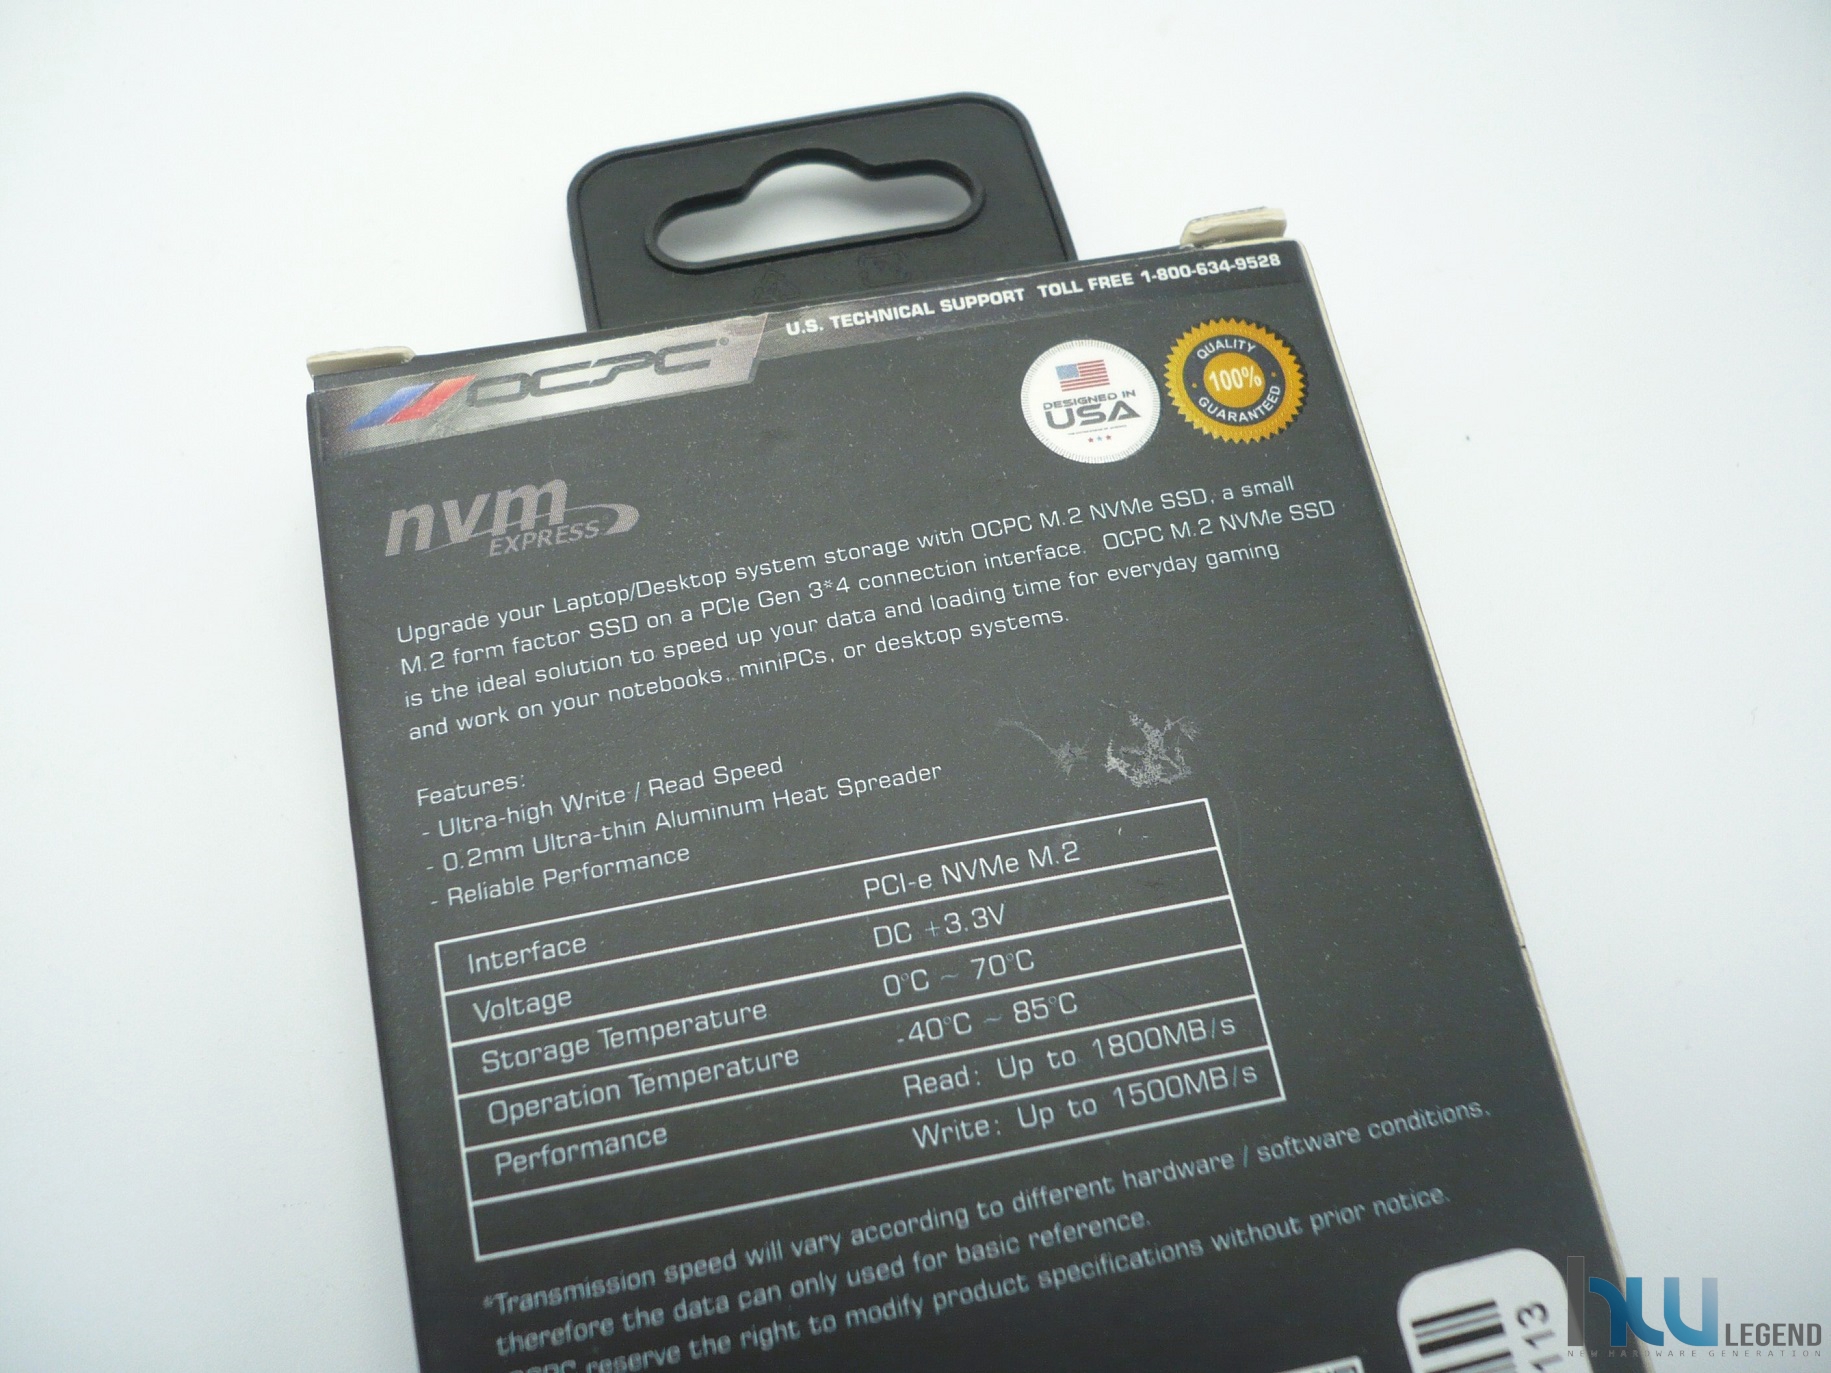 U.S. TECHNICAL SUPPORT TOLL FREE 1-800-634-9528
OCPC
DESIGNED IN
USA
QUALITY
100%
GUARANTEED
nvm
EXPRESS
Upgrade your Laptop/Desktop system storage with OCPC M.2 NVMe SSD, a small
M.2 form factor SSD on a PCIe Gen 3*4 connection interface. OCPC M.2 NVMe SSD
is the ideal solution to speed up your data and loading time for everyday gaming
and work on your notebooks, miniPCs, or desktop systems.
Features:
- Ultra-high Write / Read Speed
- 0.2mm Ultra-thin Aluminum Heat Spreader
- Reliable Performance
Interface PCI-e NVMe M.2
Voltage DC +3.3V
Storage Temperature 0°C ~ 70°C
Operation Temperature -40°C ~ 85°C
Performance Read: Up to 1800MB/s
Write: Up to 1500MB/s
*Transmission speed will vary according to different hardware / software conditions,
therefore the data can only used for basic reference.
OCPC reserve the right to modify product specifications without prior notice.
113
hw LEGEND
NEW HARDWARE GENERATION